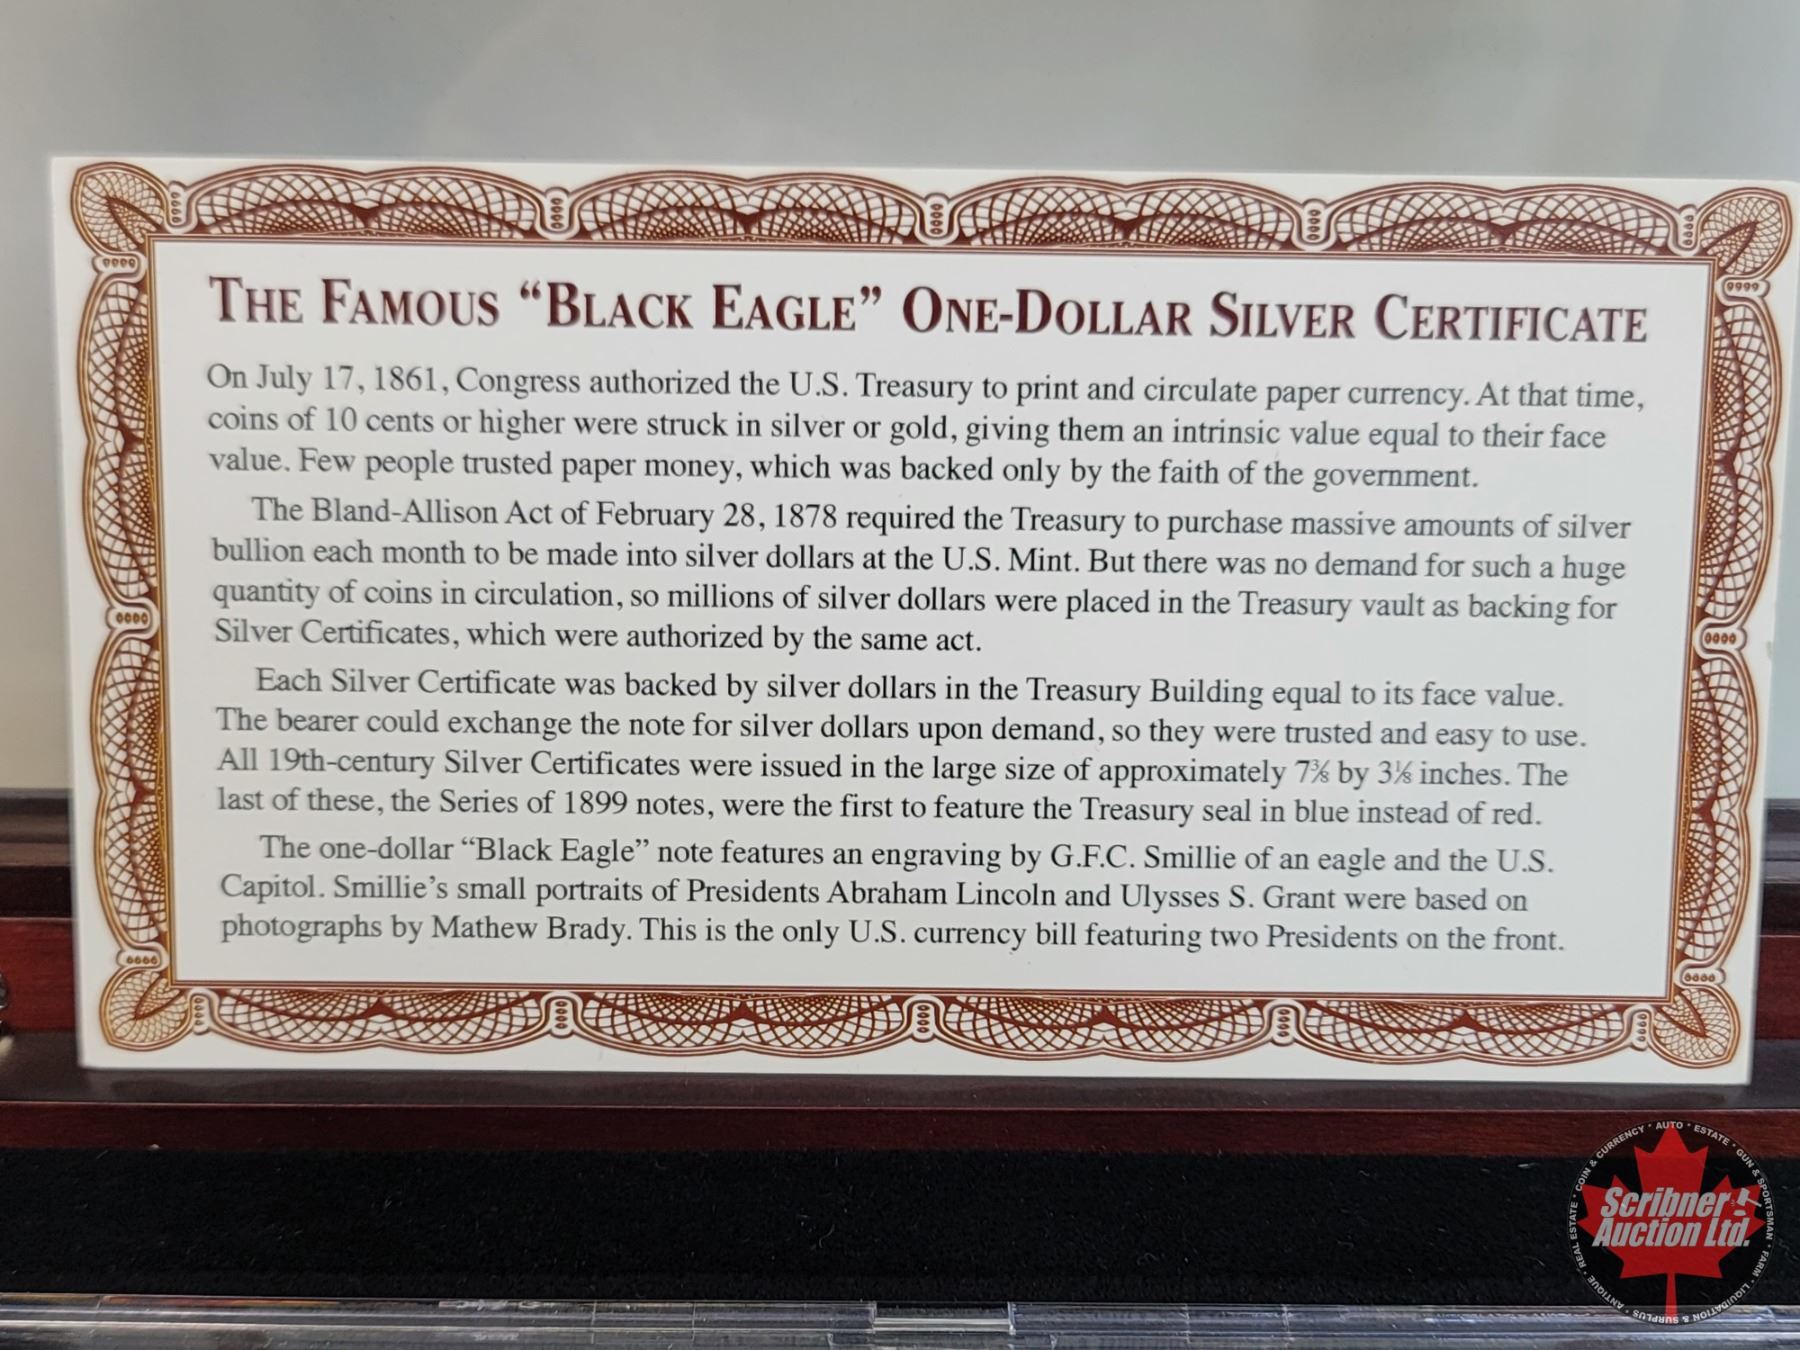 THE FAMOUS “BLACK EAGLE” ONE-DOLLAR SILVER CERTIFICATE
On July 17, 1861, Congress authorized the U.S. Treasury to print and circulate paper currency. At that time,
coins of 10 cents or higher were struck in silver or gold, giving them an intrinsic value equal to their face
value. Few people trusted paper money, which was backed only by the faith of the government.
The Bland-Allison Act of February 28, 1878 required the Treasury to purchase massive amounts of silver
bullion each month to be made into silver dollars at the U.S. Mint. But there was no demand for such a huge
quantity of coins in circulation, so millions of silver dollars were placed in the Treasury vault as backing for
Silver Certificates, which were authorized by the same act.
Each Silver Certificate was backed by silver dollars in the Treasury Building equal to its face value.
The bearer could exchange the note for silver dollars upon demand, so they were trusted and easy to use.
All 19th-century Silver Certificates were issued in the large size of approximately 7⅜ by 3⅛ inches. The
last of these, the Series of 1899 notes, were the first to feature the Treasury seal in blue instead of red.
The one-dollar “Black Eagle” note features an engraving by G.F.C. Smillie of an eagle and the U.S.
Capitol. Smillie’s small portraits of Presidents Abraham Lincoln and Ulysses S. Grant were based on
photographs by Mathew Brady. This is the only U.S. currency bill featuring two Presidents on the front.
COIN & CURRENCY * AUTO * ESTATE * GUN & SPORTSMAN * FARM * LIQUIDATION & SURPLUS * ANTIQUE * REAL ESTATE *
Scribner
Auction Ltd.